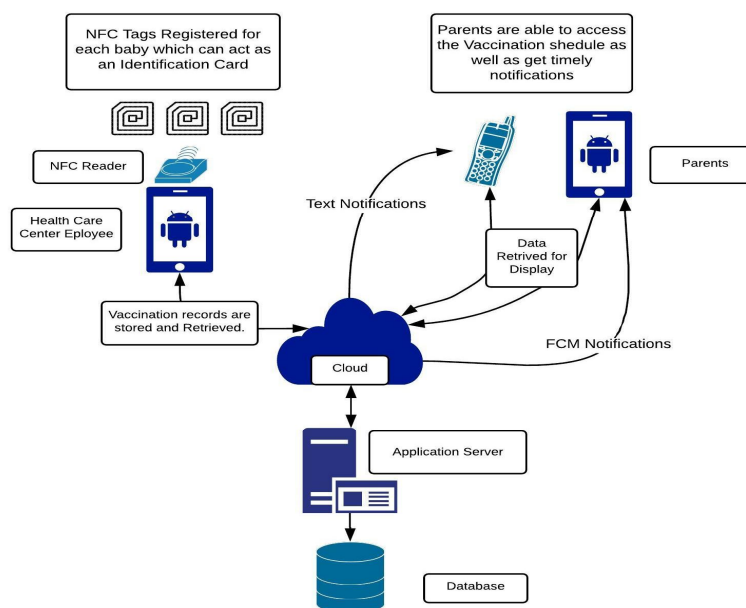 NFC Tags Registered for
each baby which can act as
an Identification Card
Parents are able to access
the Vaccination shedule as
well as get timely
notifications
NFC Reader
Parents
Health Care
Center Eployee
Text Notifications
Data
Retrived for
Display
Vaccination records are
stored and Retrieved.
FCM Notifications
Cloud
Application Server
Database